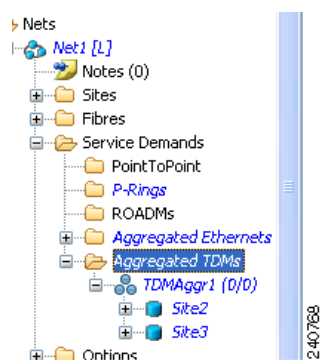 Nets
Net1 [L]
Notes (0)
Sites
Fibres
Service Demands
PointToPoint
P-Rings
ROADMs
Aggregated Ethernets
Aggregated TDMs
TDMAggr1 (0/0)
Site2
Site3
Options
240768